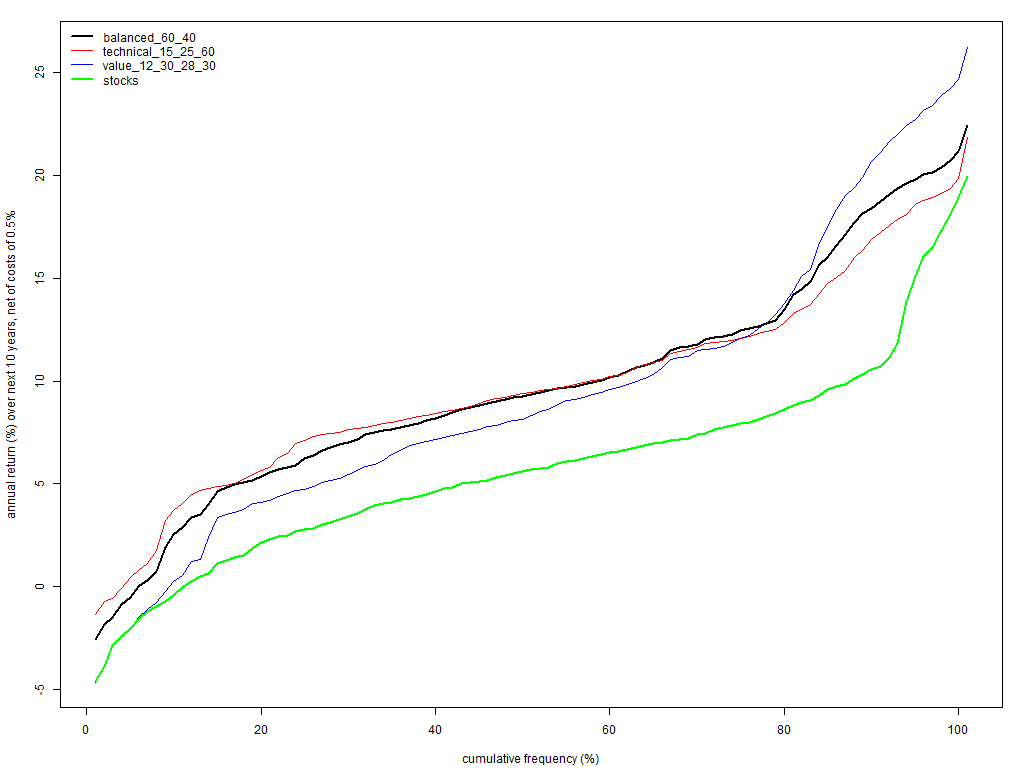 balanced_60_40
technical_15_25_60
value_12_30_28_30
stocks
annual return (%) over next 10 years, net of costs of 0.5%
25
20
15
10
5
0
-5
0 20 40 60 80 100
cumulative frequency (%)